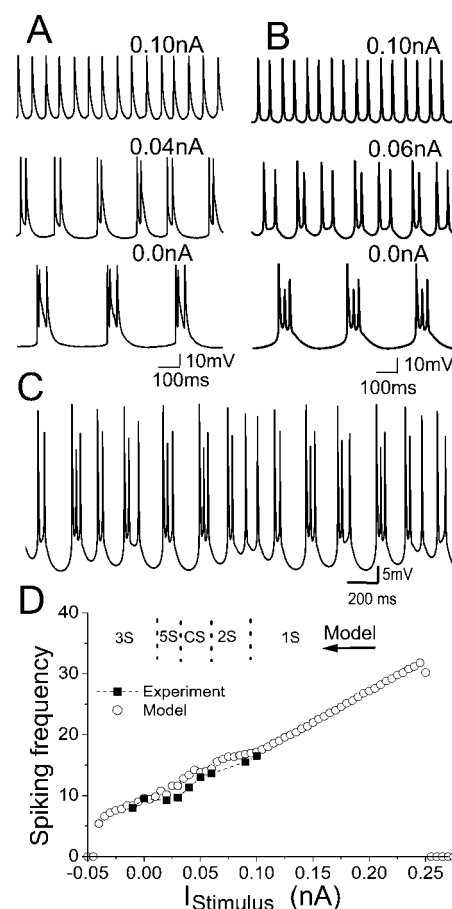 A
B
0.10nA
0.10nA
0.04nA
0.06nA
0.0nA
0.0nA
10mV
100ms
10mV
100ms
C
5mV
200 ms
D
40
30
20
10
0
Spiking frequency
3S
5S
CS
2S
1S
Model
Experiment
Model
-0.05
0.00
0.05
0.10
0.15
0.20
0.25
I Stimulus (nA)